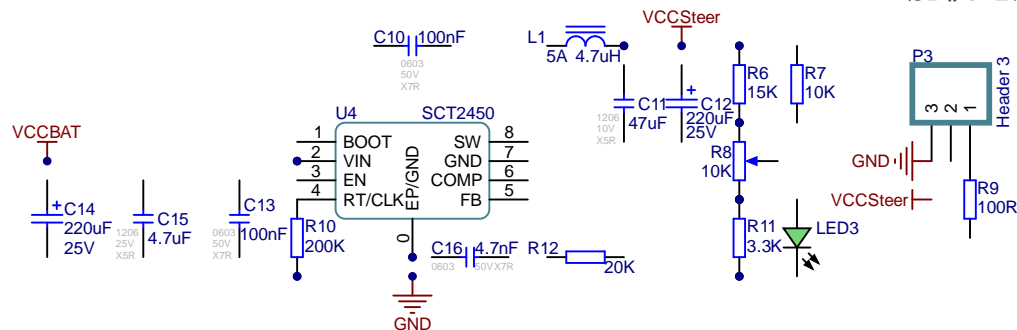 VCCSteer
C10 100nF
0603
50V
X7R
L1
5A 4.7uH
P3
Header 3
3 2 1
R6
15K
R7
10K
C11
47uF
1206
10V
X5R
C12
220uF
25V
U4
SCT2450
1 BOOT
2 VIN
3 EN
4 RT/CLK
EP/GND
0
SW 8
GND 7
COMP 6
FB 5
VCCBAT
R8
10K
GND
VCCSteer
R9
100R
C14
220uF
25V
C15
4.7uF
1206
25V
X5R
C13
100nF
0603
50V
X7R
R10
200K
C16 4.7nF
0603 50V X7R
R12
20K
R11
3.3K
LED3
GND